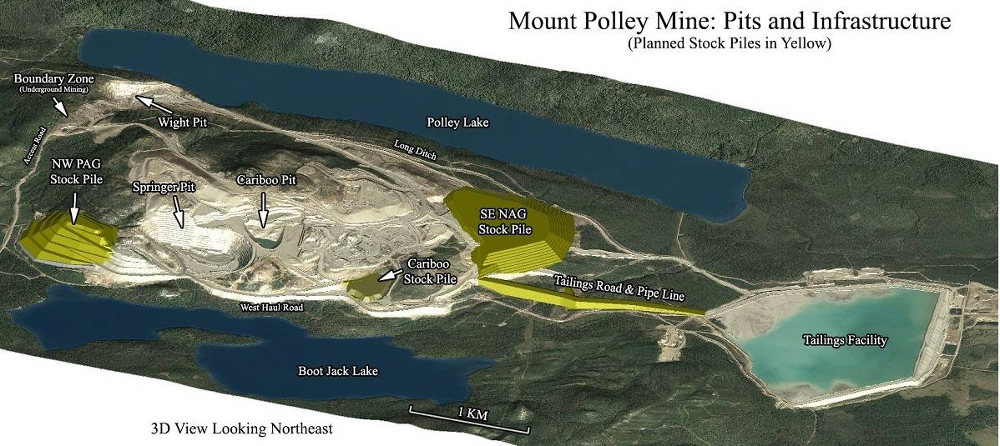 Mount Polley Mine: Pits and Infrastructure
(Planned Stock Piles in Yellow)
Boundary Zone
(Underground Mining)
Wight Pit
Polley Lake
Access Road
Long Ditch
NW PAG
Stock Pile
Springer Pit
Cariboo Pit
SE NAG
Stock Pile
Cariboo
Stock Pile
Tailings Road & Pipe Line
West Haul Road
Tailings Facility
Boot Jack Lake
1 KM
3D View Looking Northeast